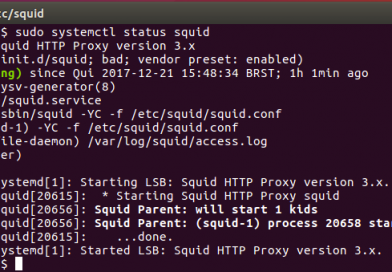 tc/squid
$ sudo systemctl status squid
quid HTTP Proxy version 3.x
init.d/squid; bad; vendor preset: enabled)
ng) since Qui 2017-12-21 15:48:34 BRST; 1h 1min ago
ysv-generator(8)
/squid.service
sbin/squid -YC -f /etc/squid/squid.conf
d-1) -YC -f /etc/squid/squid.conf
ile-daemon) /var/log/squid/access.log
er)
ystemd[1]: Starting LSB: Squid HTTP Proxy version 3.x.
quid[20615]:  * Starting Squid HTTP Proxy squid
quid[20656]: Squid Parent: will start 1 kids
quid[20656]: Squid Parent: (squid-1) process 20658 sta
quid[20615]:    ...done.
ystemd[1]: Started LSB: Squid HTTP Proxy version 3.x.
$